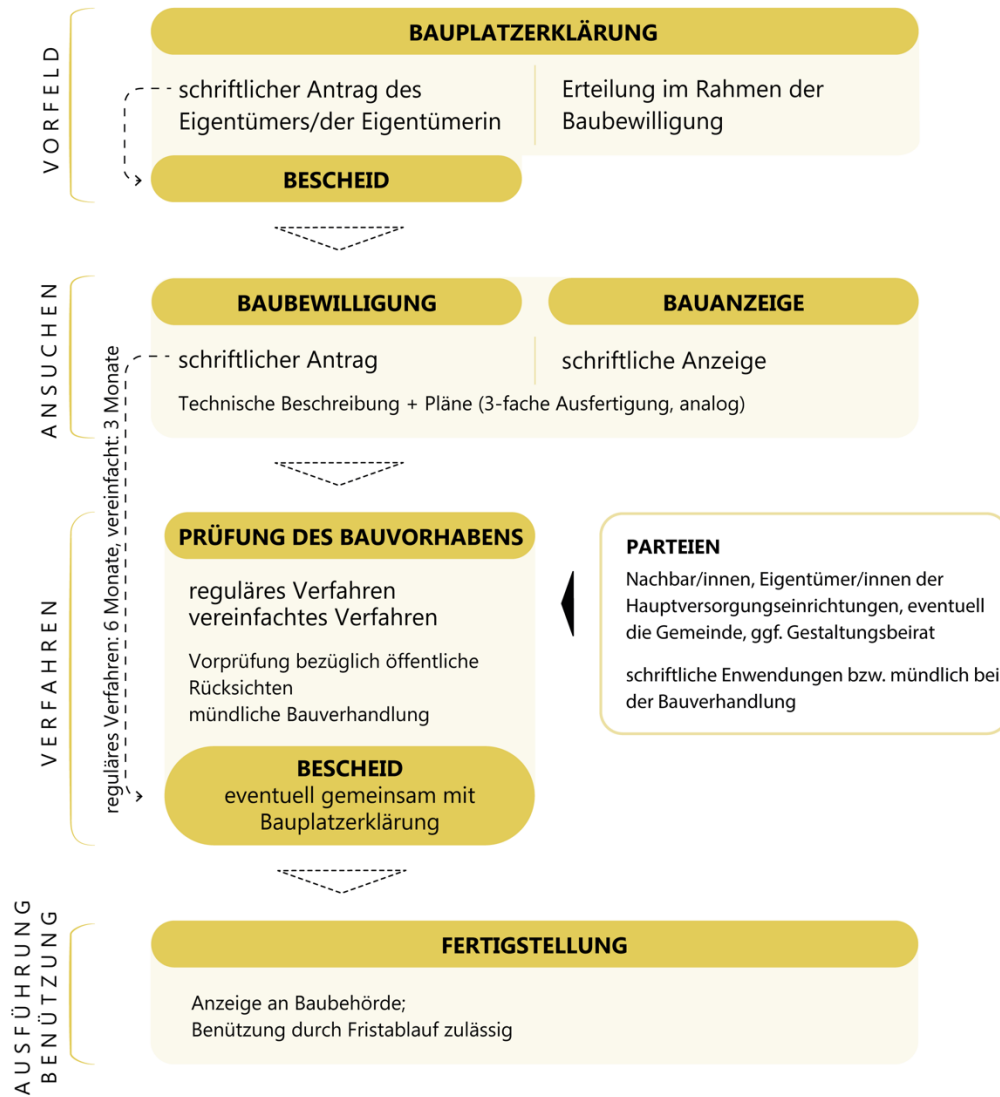 VORFELD
BAUPLATZERKLÄRUNG
schriftlicher Antrag des
Eigentümers/der Eigentümerin
Erteilung im Rahmen der
Baubewilligung
BESCHEID
ANSUCHEN
BAUBEWILLIGUNG
BAUANZEIGE
schriftlicher Antrag
schriftliche Anzeige
Technische Beschreibung + Pläne (3-fache Ausfertigung, analog)
reguläres Verfahren: 6 Monate, vereinfacht: 3 Monate
VERFAHREN
PRÜFUNG DES BAUVORHABENS
reguläres Verfahren
vereinfachtes Verfahren
Vorprüfung bezüglich öffentliche
Rücksichten
mündliche Bauverhandlung
BESCHEID
eventuell gemeinsam mit
Bauplatzerklärung
PARTEIEN
Nachbar/innen, Eigentümer/innen der
Hauptversorgungseinrichtungen, eventuell
die Gemeinde, ggf. Gestaltungsbeirat
schriftliche Enwendungen bzw. mündlich bei
der Bauverhandlung
AUSFÜHRUNG
BENÜTZUNG
FERTIGSTELLUNG
Anzeige an Baubehörde;
Benützung durch Fristablauf zulässig